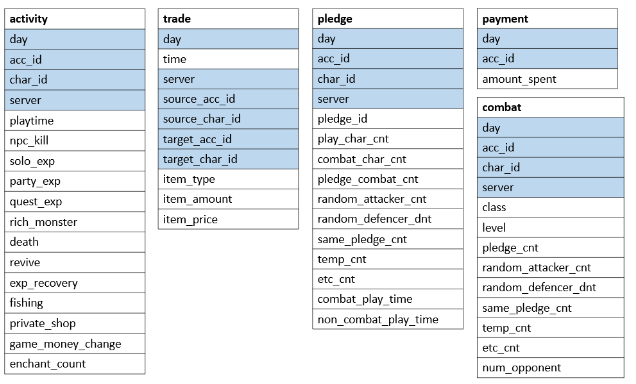 activity
day
acc_id
char_id
server
playtime
npc_kill
solo_exp
party_exp
quest_exp
rich_monster
death
revive
exp_recovery
fishing
private_shop
game_money_change
enchant_count
trade
day
time
server
source_acc_id
source_char_id
target_acc_id
target_char_id
item_type
item_amount
item_price
pledge
day
acc_id
char_id
server
pledge_id
play_char_cnt
combat_char_cnt
pledge_combat_cnt
random_attacker_cnt
random_defencer_dnt
same_pledge_cnt
temp_cnt
etc_cnt
combat_play_time
non_combat_play_time
payment
day
acc_id
amount_spent
combat
day
acc_id
char_id
server
class
level
pledge_cnt
random_attacker_cnt
random_defencer_dnt
same_pledge_cnt
temp_cnt
etc_cnt
num_opponent